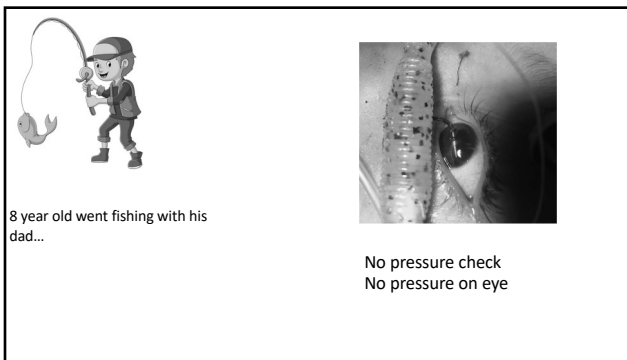 8 year old went fishing with his
dad...
No pressure check
No pressure on eye